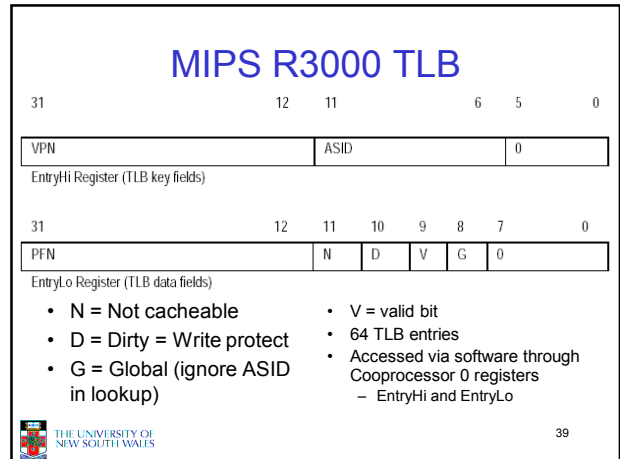 MIPS R3000 TLB
31 12 11 6 5 0
VPN ASID 0
EntryHi Register (TLB key fields)
31 12 11 10 9 8 7 0
PFN N D V G 0
EntryLo Register (TLB data fields)
• N = Not cacheable
• D = Dirty = Write protect
• G = Global (ignore ASID
in lookup)
• V = valid bit
• 64 TLB entries
• Accessed via software through
Cooprocessor 0 registers
– EntryHi and EntryLo
THE UNIVERSITY OF
NEW SOUTH WALES
39